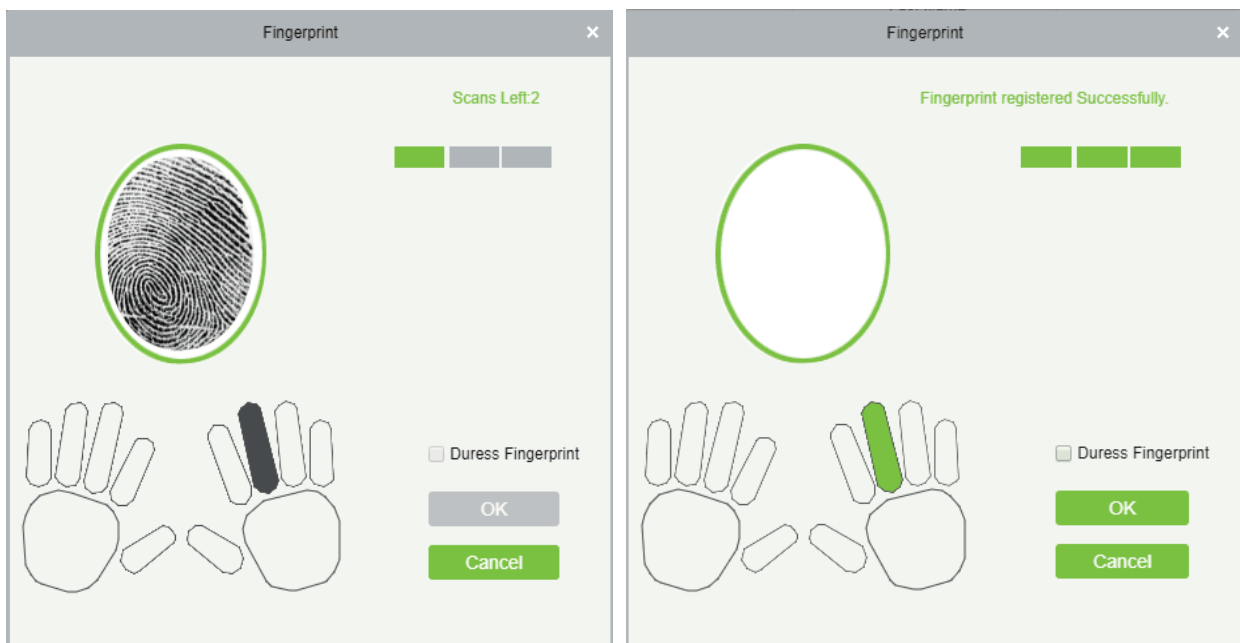 Fingerprint ×
Scans Left:2
Duress Fingerprint
OK
Cancel
Fingerprint ×
Fingerprint registered Successfully.
Duress Fingerprint
OK
Cancel